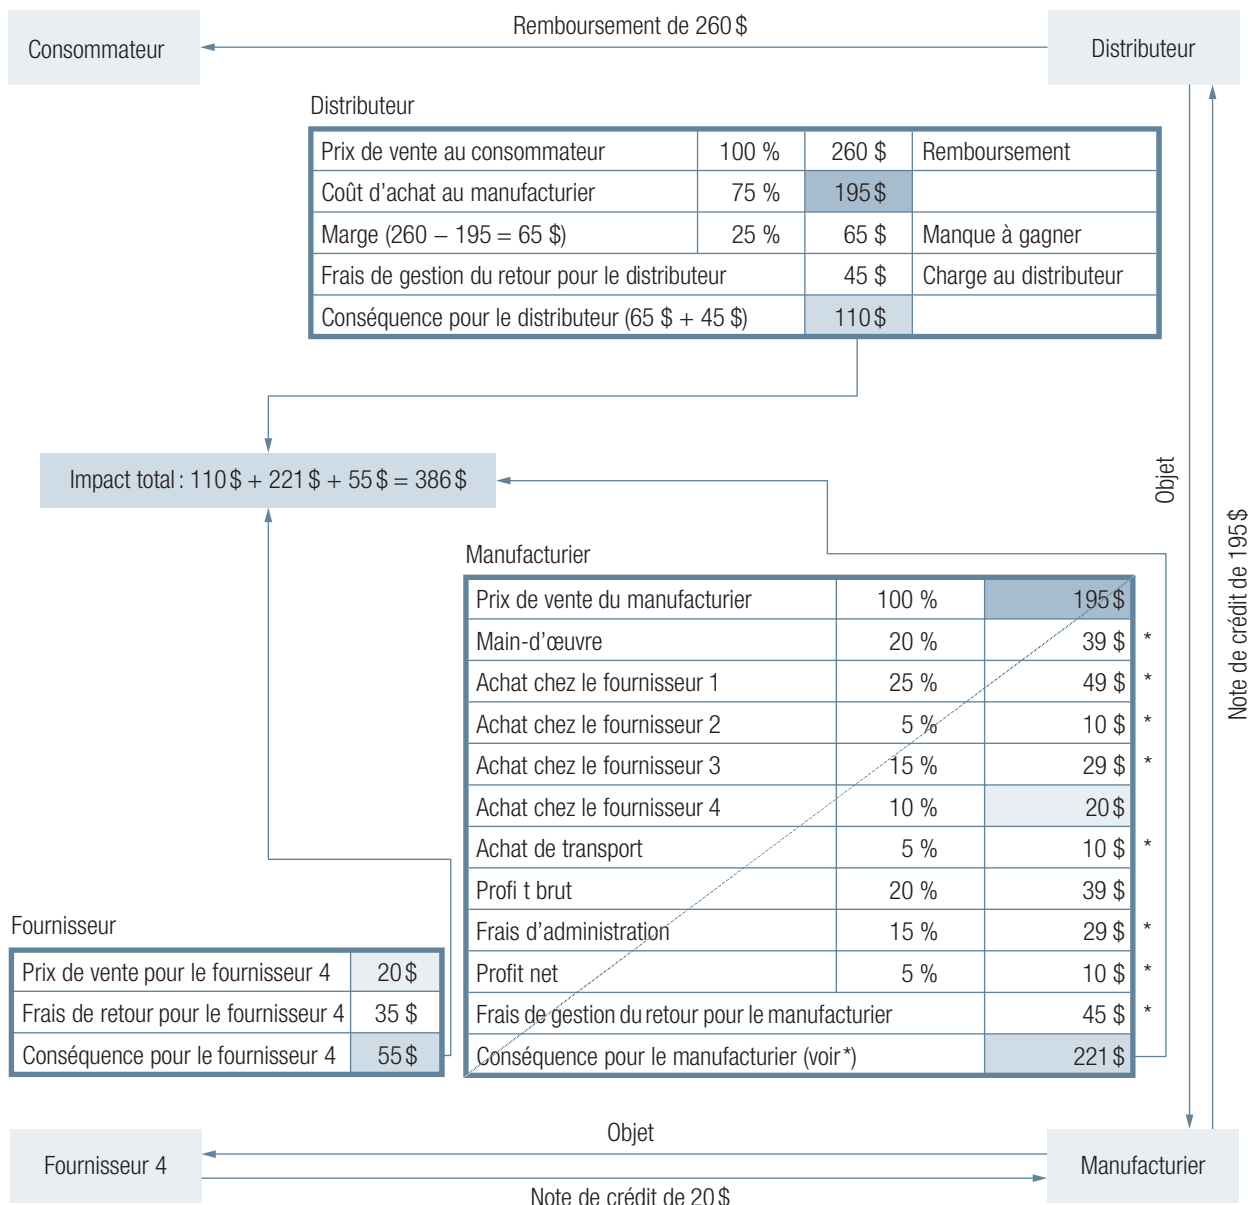 Remboursement de 260 $
Consommateur
Distributeur
Distributeur
Prix de vente au consommateur 100 % 260 $ Remboursement
Coût d’achat au manufacturier 75 % 195 $
Marge (260 – 195 = 65 $) 25 % 65 $ Manque à gagner
Frais de gestion du retour pour le distributeur 45 $ Charge au distributeur
Conséquence pour le distributeur (65 $ + 45 $) 110 $
Impact total : 110 $ + 221 $ + 55 $ = 386 $
Objet
Note de crédit de 195 $
Manufacturier
Prix de vente du manufacturier 100 % 195 $
Main-d’œuvre 20 % 39 $ *
Achat chez le fournisseur 1 25 % 49 $ *
Achat chez le fournisseur 2 5 % 10 $ *
Achat chez le fournisseur 3 15 % 29 $ *
Achat chez le fournisseur 4 10 % 20 $
Achat de transport 5 % 10 $ *
Profi t brut 20 % 39 $
Frais d’administration 15 % 29 $ *
Profit net 5 % 10 $ *
Frais de gestion du retour pour le manufacturier 45 $ *
Conséquence pour le manufacturier (voir *) 221 $
Fournisseur
Prix de vente pour le fournisseur 4 20 $
Frais de retour pour le fournisseur 4 35 $
Conséquence pour le fournisseur 4 55 $
Objet
Fournisseur 4
Manufacturier
Note de crédit de 20 $